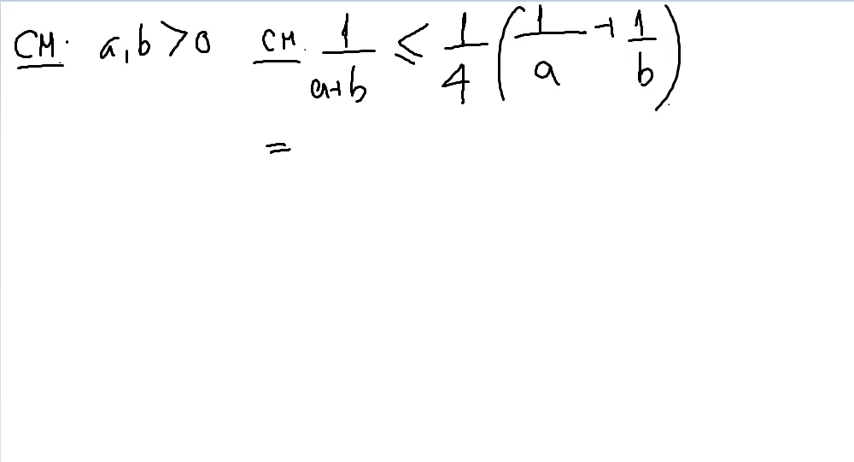 CM: a,b > 0 CM. 1/(a+b) ≤ 1/4 (1/a + 1/b)
=